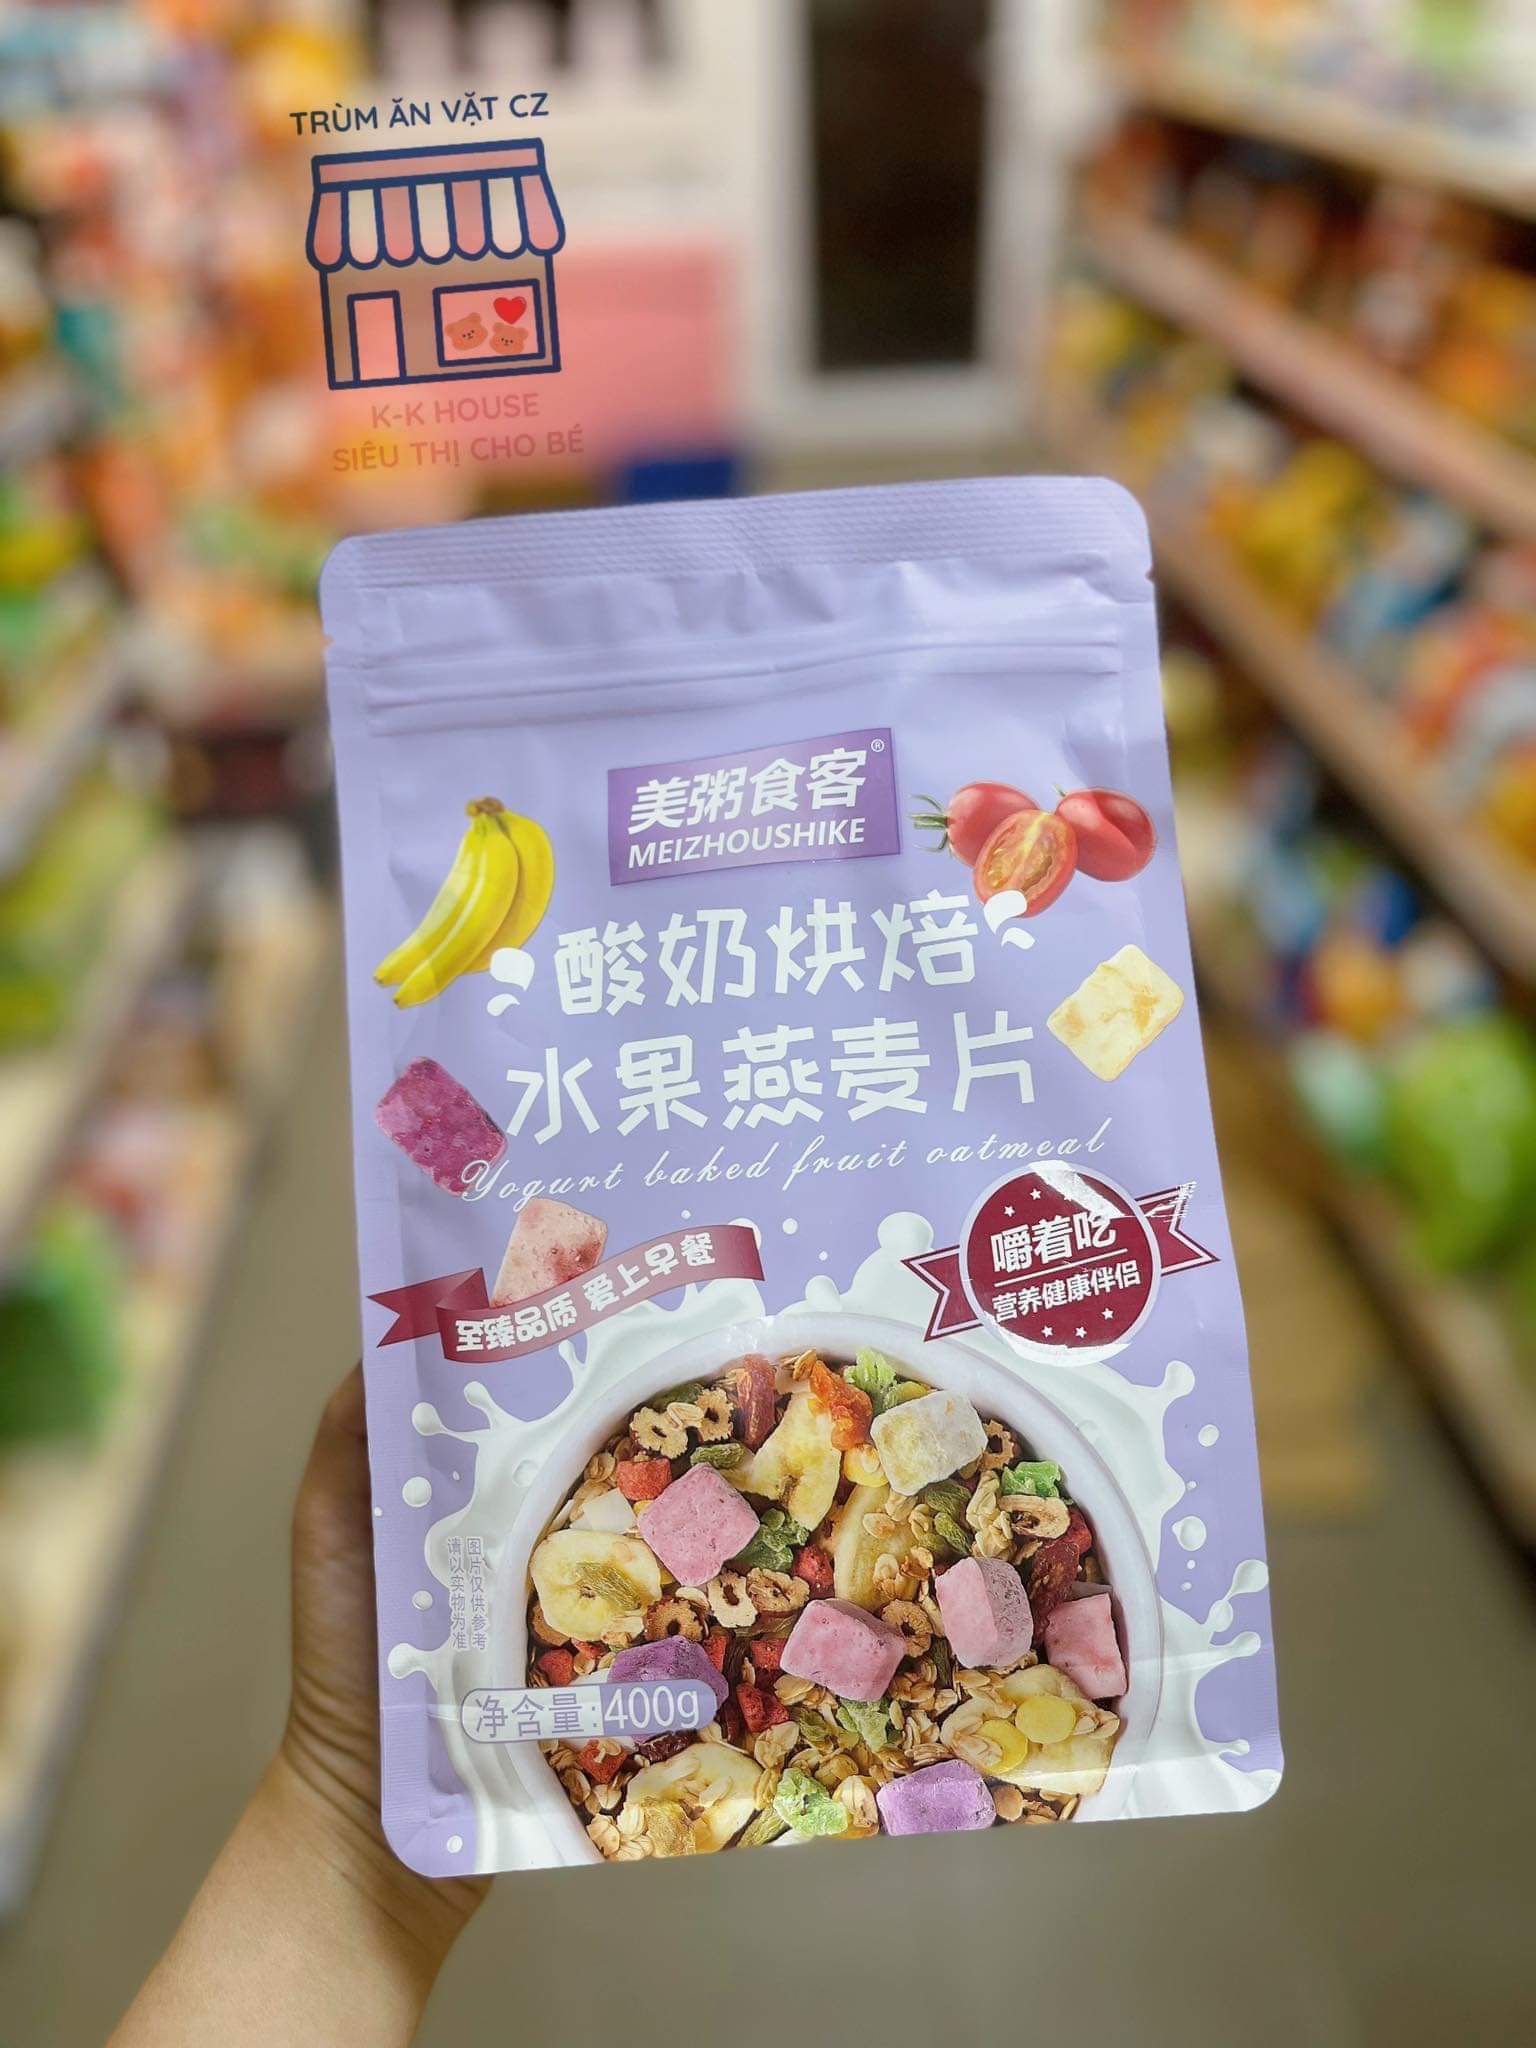 TRÙM ĂN VẶT CZ
K-K HOUSE
SIÊU THỊ CHO BÉ
美粥食客®
MEIZHOUSHIKE
酸奶烘焙
水果燕麦片
Yogurt baked fruit oatmeal
至臻品质 爱上早餐
嚼着吃
营养健康伴侣
图片仅供参考
请以实物为准
净含量:400g